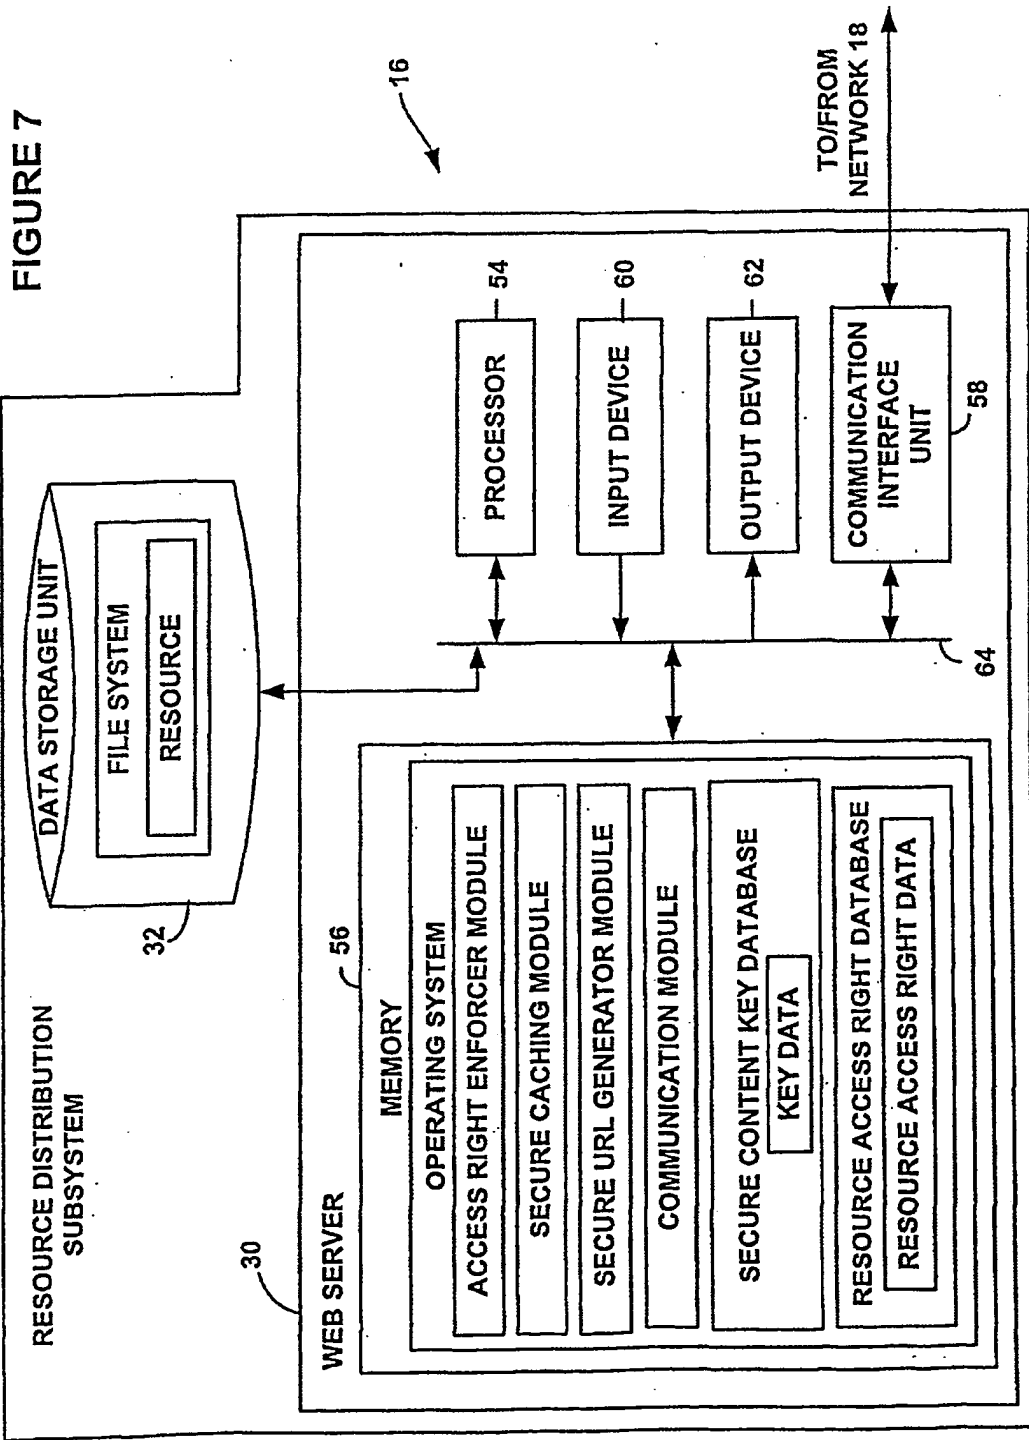 FIGURE 7
RESOURCE DISTRIBUTION
SUBSYSTEM
DATA STORAGE UNIT
FILE SYSTEM
RESOURCE
32
16
30
WEB SERVER
56
MEMORY
OPERATING SYSTEM
ACCESS RIGHT ENFORCER MODULE
SECURE CACHING MODULE
SECURE URL GENERATOR MODULE
COMMUNICATION MODULE
SECURE CONTENT KEY DATABASE
KEY DATA
RESOURCE ACCESS RIGHT DATABASE
RESOURCE ACCESS RIGHT DATA
PROCESSOR
54
INPUT DEVICE
60
OUTPUT DEVICE
62
COMMUNICATION
INTERFACE
UNIT
58
64
TO/FROM
NETWORK 18